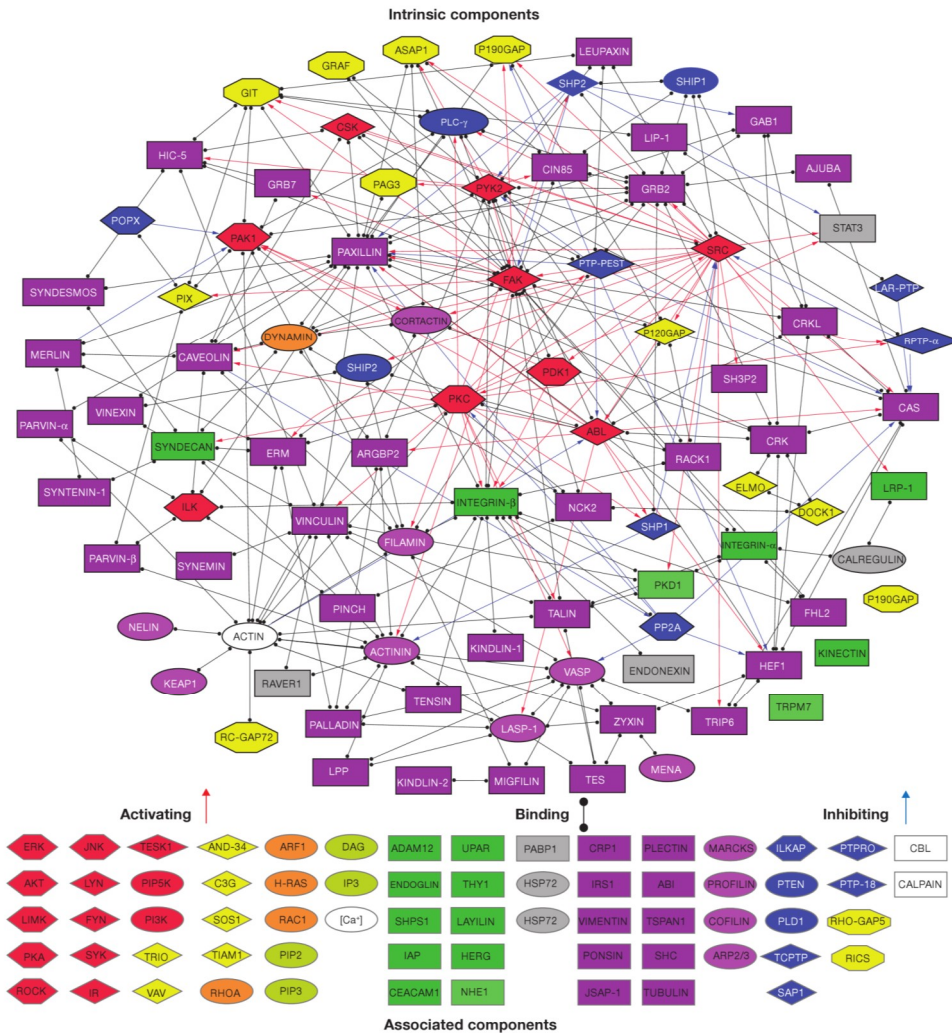 Intrinsic components
LEUPAXIN
ASAP1
P190GAP
GRAF
SHP2
SHIP1
GIT
PLC-γ
GAB1
CSK
LIP-1
HIC-5
CIN85
AJUBA
GRB7
PAG3
PYK2
GRB2
POPX
STAT3
PAK1
PAXILLIN
SRC
PTP-PEST
FAK
SYNDESMOS
PIX
LAR-PTP
CORTACTIN
CRKL
DYNAMIN
P120GAP
RPTP-α
MERLIN
CAVEOLIN
SHIP2
PDK1
SH3P2
PKC
VINEXIN
CAS
PARVIN-α
ABL
SYNDECAN
ERM
ARGBP2
CRK
RACK1
SYNTENIN-1
ELMO
LRP-1
INTEGRIN-β
ILK
NCK2
DOCK1
VINCULIN
SHP1
FILAMIN
INTEGRIN-α
PARVIN-β
SYNEMIN
CALREGULIN
PKD1
P190GAP
PINCH
TALIN
FHL2
NELIN
PP2A
ACTIN
ACTININ
KINDLIN-1
KINECTIN
ENDONEXIN
HEF1
VASP
KEAP1
RAVER1
TENSIN
TRPM7
PALLADIN
ZYXIN
TRIP6
LASP-1
RC-GAP72
LPP
MENA
KINDLIN-2
MIGFILIN
TES
Activating
Binding
Inhibiting
ERK JNK TESK1 AND-34 ARF1 DAG ADAM12 UPAR PABP1 CRP1 PLECTIN MARCKS ILKAP PTPRO CBL
AKT LYN PIP5K C3G H-RAS IP3 ENDOGLIN THY1 HSP72 IRS1 ABI PROFILIN PTEN PTP-18 CALPAIN
LIMK FYN PI3K SOS1 RAC1 [Ca⁺] SHPS1 LAYILIN HSP72 VIMENTIN TSPAN1 COFILIN PLD1 RHO-GAP5
PKA SYK TRIO TIAM1 PIP2 IAP HERG PONSIN SHC ARP2/3 TCPTP RICS
ROCK IR VAV RHOA PIP3 CEACAM1 NHE1 JSAP-1 TUBULIN SAP1
Associated components